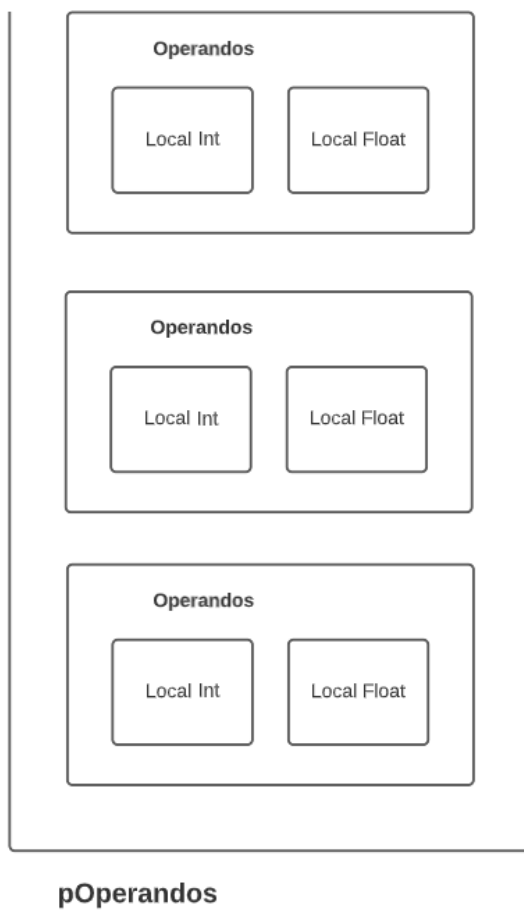 Operandos
Local Int Local Float
Operandos
Local Int Local Float
Operandos
Local Int Local Float
pOperandos